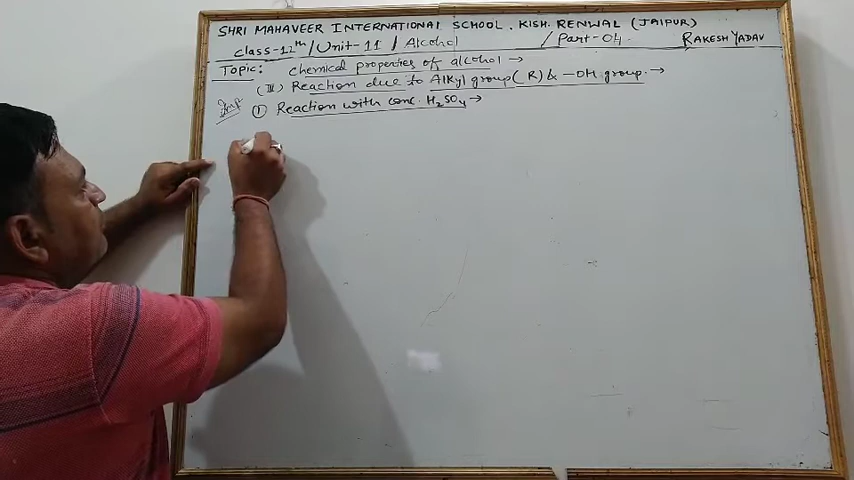 SHRI MAHAVEER INTERNATIONAL SCHOOL. KISH. RENWAL (JAIPUR)
class-12th/Unit-11 / Alcohol / Part-04. RAKESH YADAV
Topic: chemical properties of alcohol →
(III) Reaction due to Alkyl group (R) & -OH group. →
Imp ① Reaction with conc. H2SO4 →